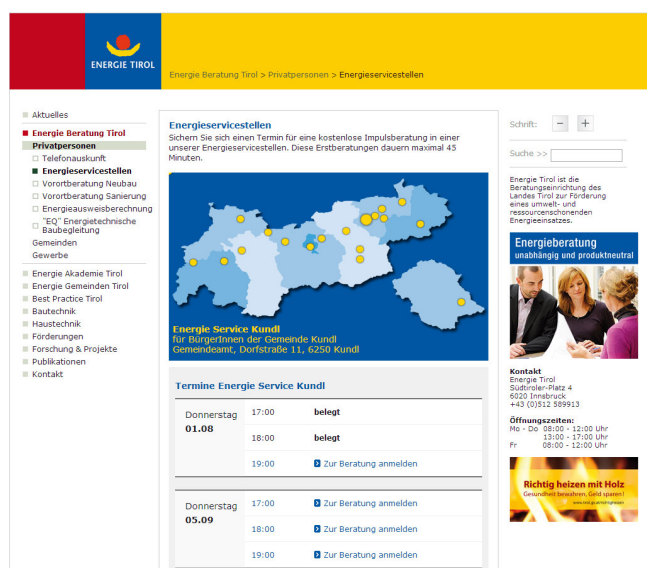 ENERGIE TIROL
Energie Beratung Tirol > Privatpersonen > Energieservicestellen
Aktuelles
Energie Beratung Tirol
Privatpersonen
Telefonauskunft
Energieservicestellen
Vorortberatung Neubau
Vorortberatung Sanierung
Energieausweisberechnung
"EQ" Energietechnische
Baubegleitung
Gemeinden
Gewerbe
Energie Akademie Tirol
Energie Gemeinden Tirol
Best Practice Tirol
Bautechnik
Haustechnik
Förderungen
Forschung & Projekte
Publikationen
Kontakt
Energieservicestellen
Sichern Sie sich einen Termin für eine kostenlose Impulsberatung in einer
unserer Energieservicestellen. Diese Erstberatungen dauern maximal 45
Minuten.
Energie Service Kundl
für BürgerInnen der Gemeinde Kundl
Gemeindeamt, Dorfstraße 11, 6250 Kundl
Termine Energie Service Kundl
Donnerstag
01.08
17:00 belegt
18:00 belegt
19:00 Zur Beratung anmelden
Donnerstag
05.09
17:00 Zur Beratung anmelden
18:00 Zur Beratung anmelden
19:00 Zur Beratung anmelden
Schrift: - +
Suche >>
Energie Tirol ist die
Beratungseinrichtung des
Landes Tirol zur Förderung
eines umwelt- und
ressourcenschonenden
Energieeinsatzes.
Energieberatung
unabhängig und produktneutral
Kontakt
Energie Tirol
Südtiroler-Platz 4
6020 Innsbruck
+43 (0)512 589913
Öffnungszeiten:
Mo - Do 08:00 - 12:00 Uhr
13:00 - 17:00 Uhr
Fr 08:00 - 12:00 Uhr
Richtig heizen mit Holz
Gesundheit bewahren, Geld sparen!